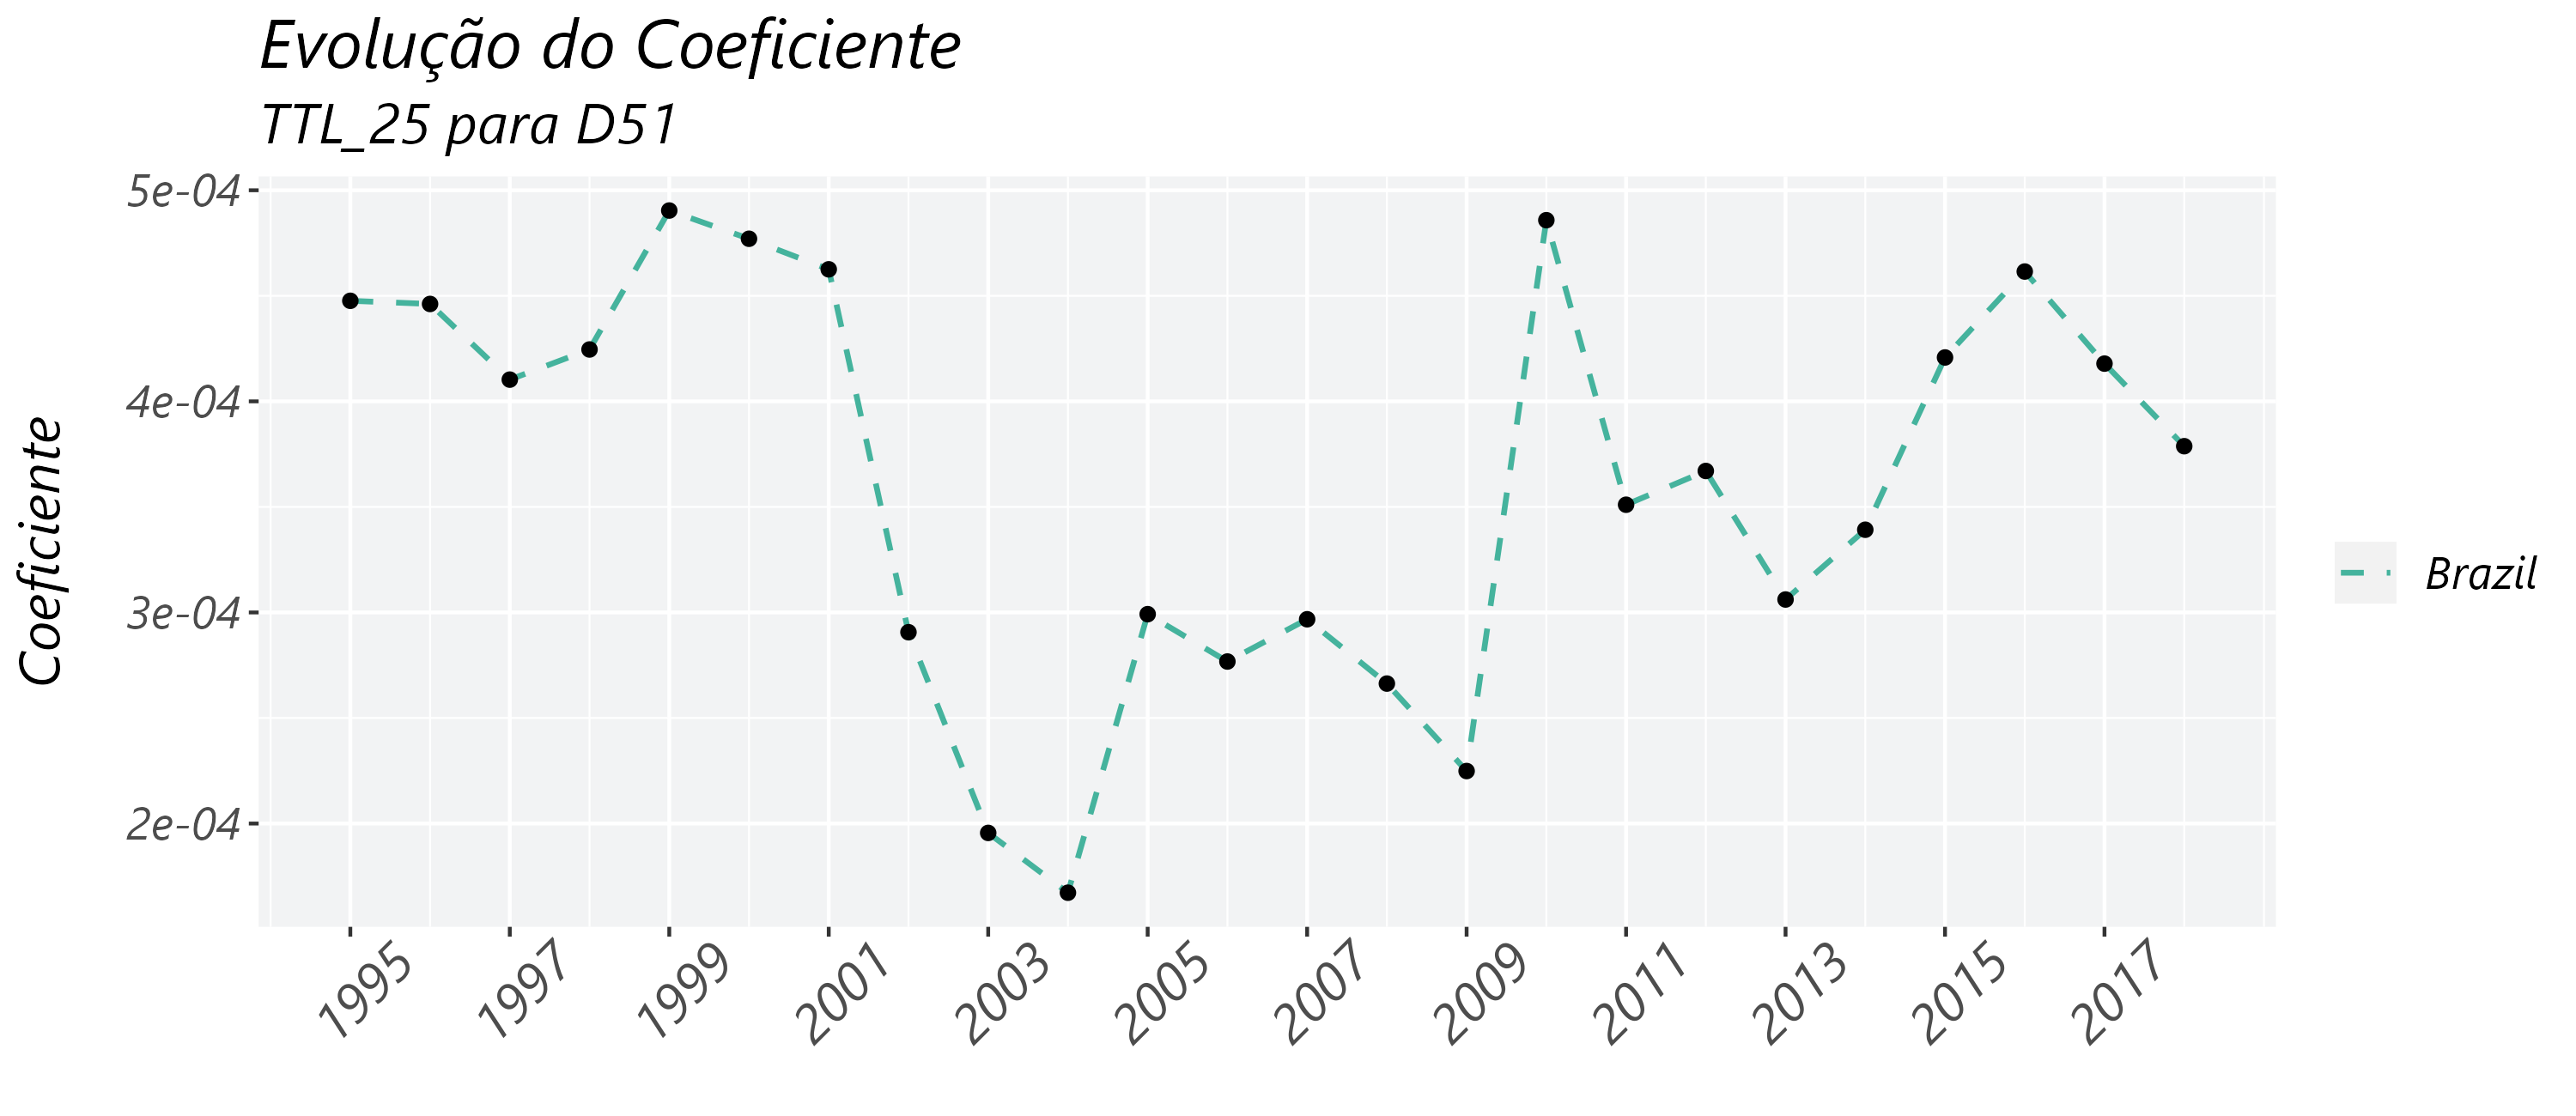 Evolução do Coeficiente
TTL_25 para D51
Coeficiente
5e-04
4e-04
3e-04
2e-04
1995
1997
1999
2001
2003
2005
2007
2009
2011
2013
2015
2017
Brazil